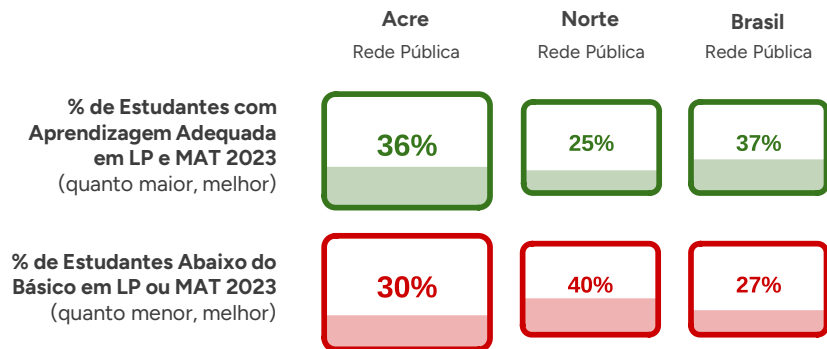 Acre
Norte
Brasil
Rede Pública
Rede Pública
Rede Pública
% de Estudantes com
Aprendizagem Adequada
em LP e MAT 2023
(quanto maior, melhor)
36%
25%
37%
% de Estudantes Abaixo do
Básico em LP ou MAT 2023
(quanto menor, melhor)
30%
40%
27%